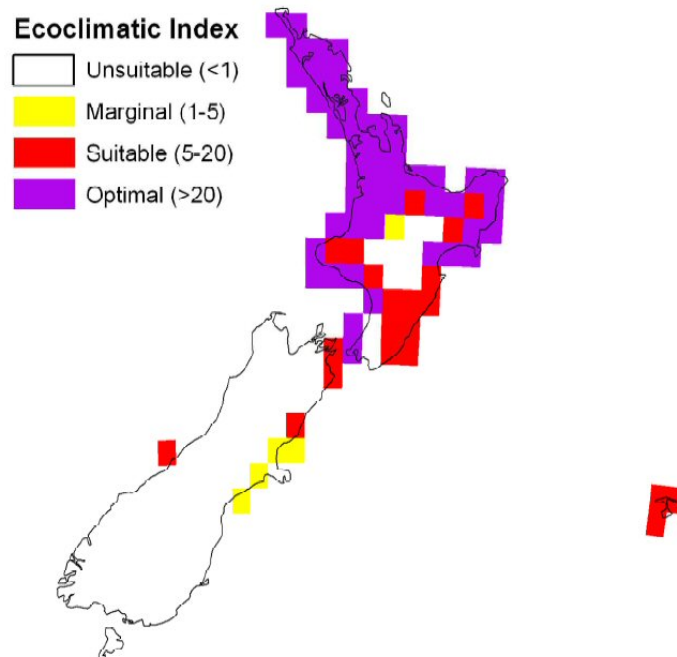 Ecoclimatic Index
Unsuitable (<1)
Marginal (1-5)
Suitable (5-20)
Optimal (>20)